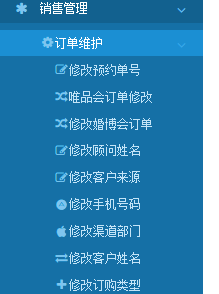 销售管理
订单维护
修改预约单号
唯品会订单修改
修改婚博会订单
修改顾问姓名
修改客户来源
修改手机号码
修改渠道部门
修改客户姓名
修改订购类型